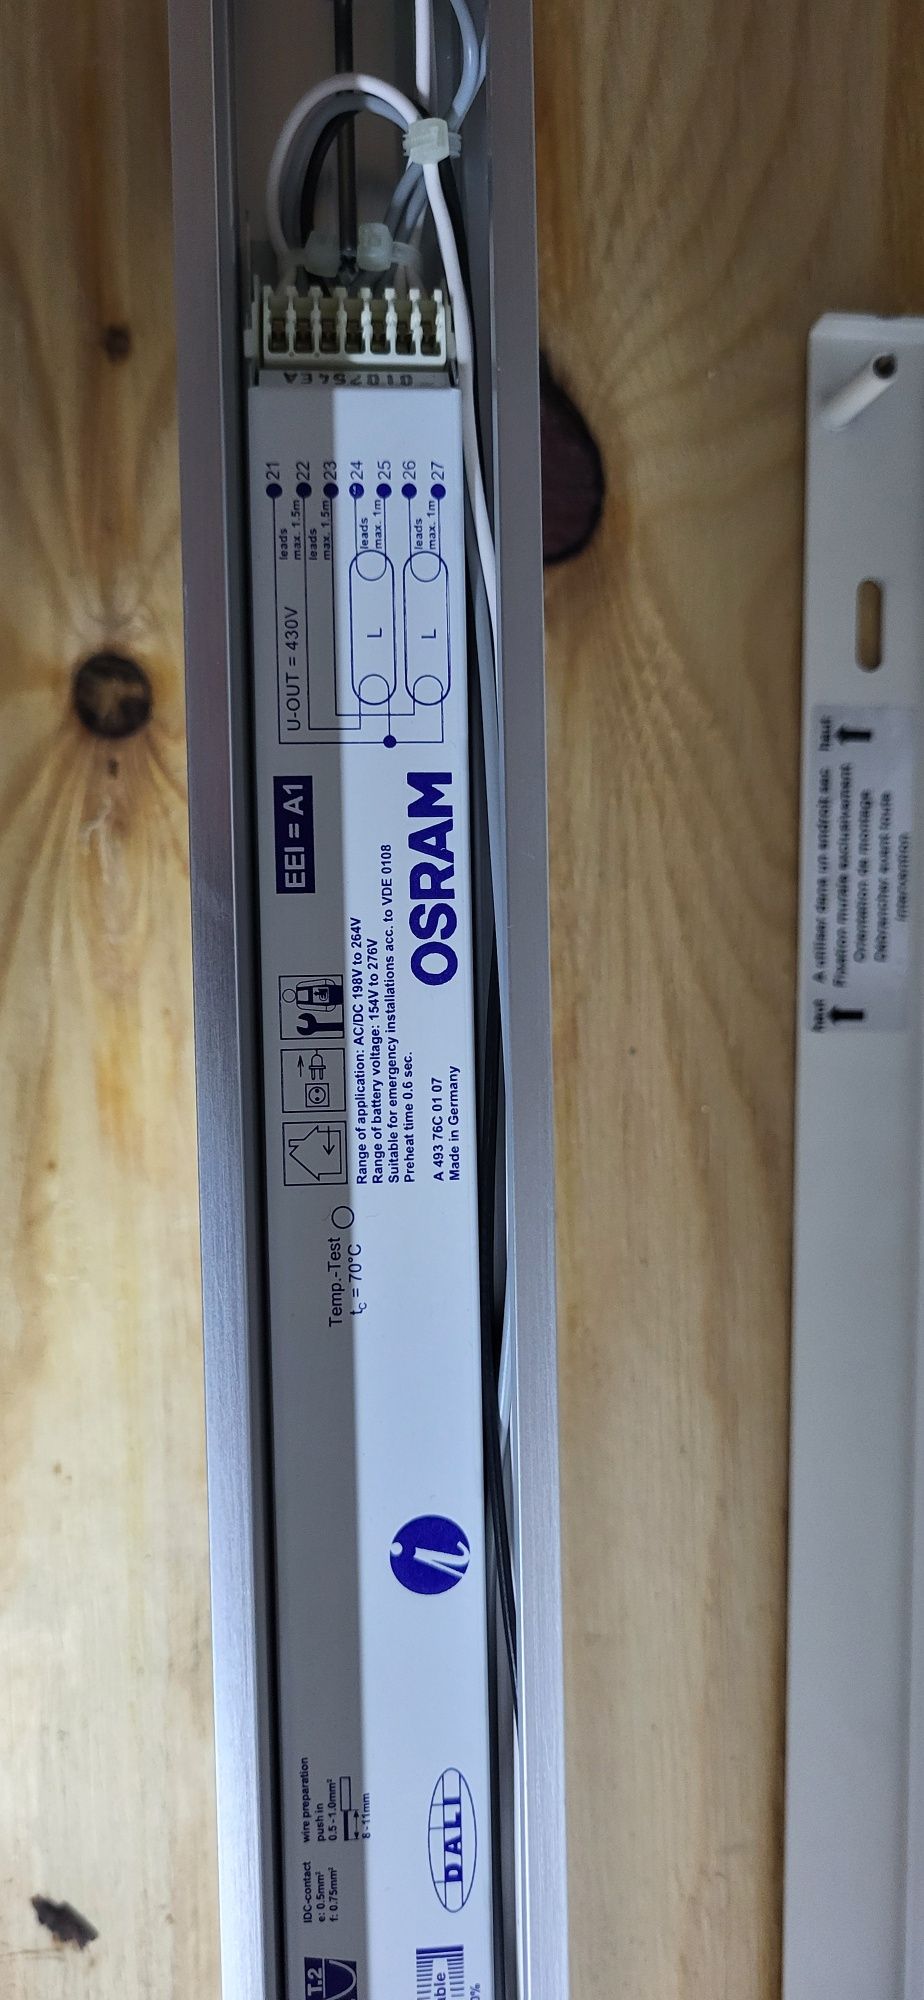 21
22
23
24
25
26
27
leads
max. 1.5m
leads
max. 1.5m
leads
max. 1m
leads
max. 1m
U-OUT = 430V
L
L
EEI = A1
OSRAM
Range of application: AC/DC 198V to 264V
Range of battery voltage: 154V to 276V
Suitable for emergency installations acc. to VDE 0108
Preheat time 0.6 sec.
A 493 76C 01 07
Made in Germany
Temp.-Test
tc = 70°C
i
wire preparation
push in
0.5 - 1.0mm²
8 - 11mm
IDC-contact
e: 0.5mm²
f: 0.75mm²
DALI
T.2
haut
A utiliser dans un endroit sec
Fixation murale exclusivement
Orientation de montage
Débrancher avant toute
intervention
haut